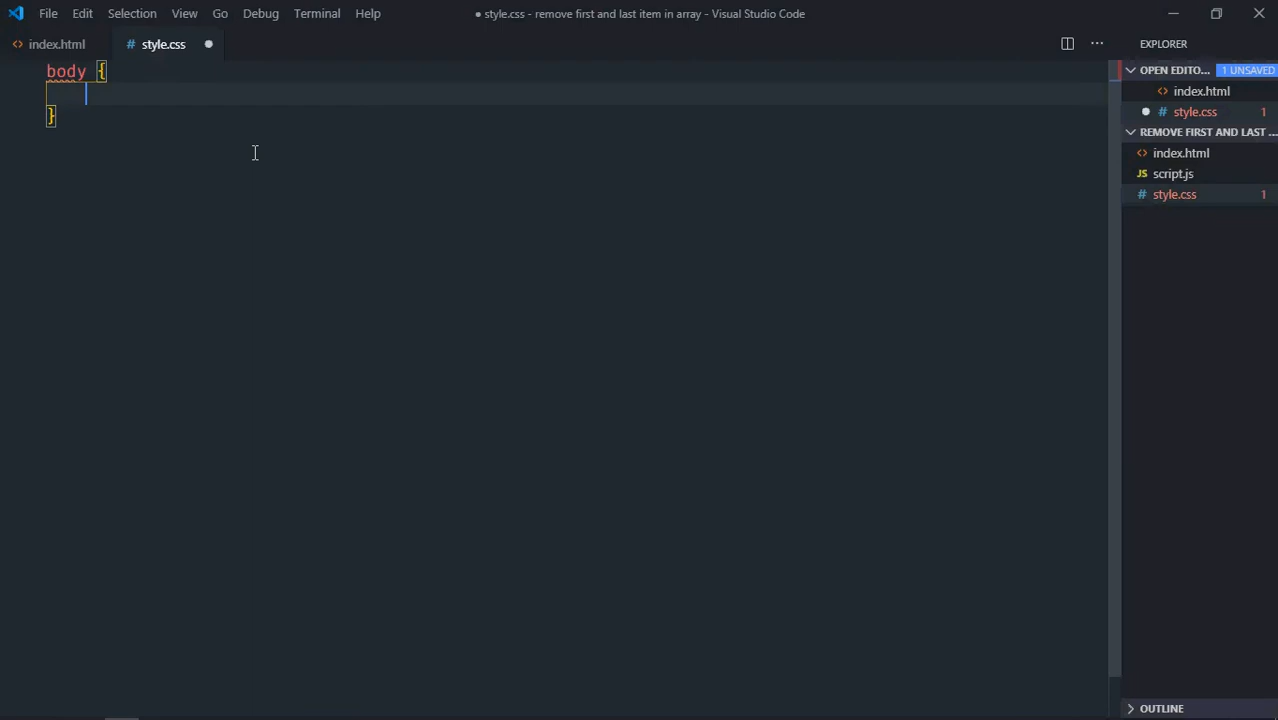 File Edit Selection View Go Debug Terminal Help
● style.css - remove first and last item in array - Visual Studio Code
<> index.html
# style.css ●
body {
}
EXPLORER
OPEN EDITO... 1 UNSAVED
<> index.html
● # style.css 1
REMOVE FIRST AND LAST ...
<> index.html
JS script.js
# style.css 1
OUTLINE